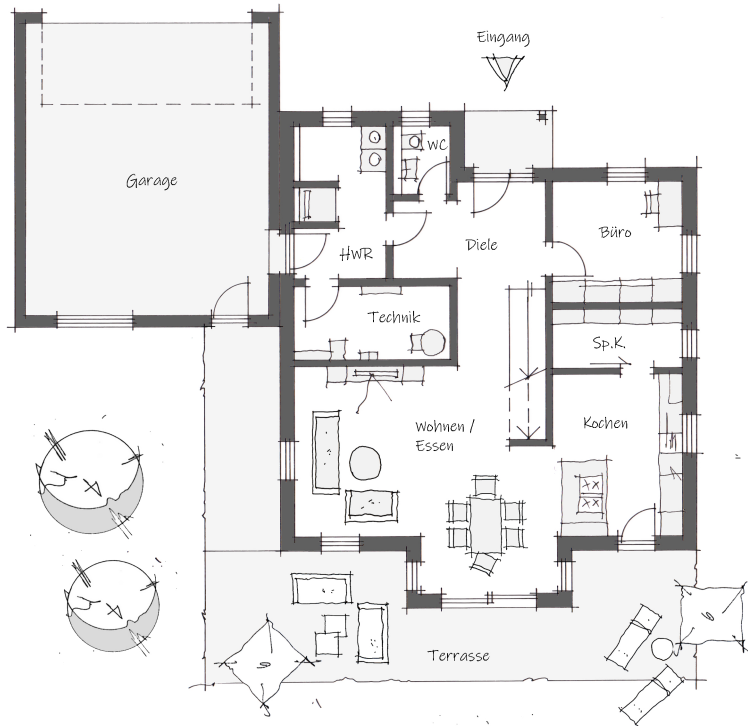 Eingang
WC
Garage
Büro
Diele
HWR
Technik
Sp.K.
Wohnen /
Essen
Kochen
Terrasse